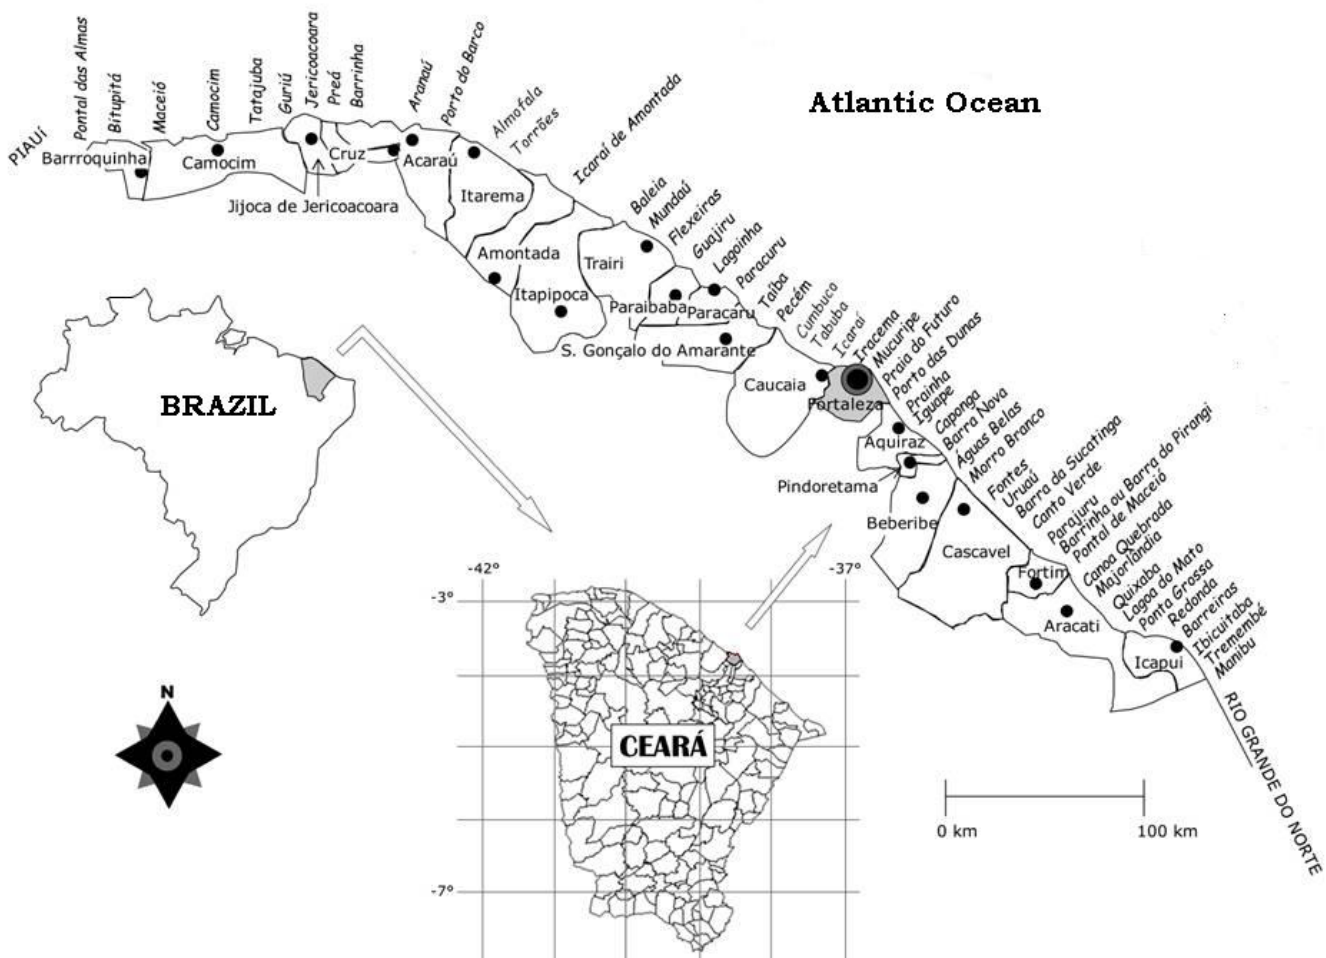 Atlantic Ocean
PIAUí
Pontal das Almas
Bitupitá
Maceió
Camocim
Tatajuba
Guriú
Jericoacoara
Preá
Barrinha
Aranaú
Porto do Barco
Almofala
Torrões
Icaraí de Amontada
Baleia
Mundaú
Flexeiras
Guajiru
Lagoinha
Paracuru
Taíba
Pecém
Cumbuco
Tabuba
Icaraí
Iracema
Mucuripe
Praia do Futuro
Porto das Dunas
Prainha
Iguape
Caponga
Barra Nova
Águas Belas
Morro Branco
Fontes
Uruaú
Barra da Sucatinga
Canto Verde
Parajuru
Barrinha ou Barra do Pirangi
Pontal de Maceió
Canoa Quebrada
Majorlândia
Quixaba
Lagoa do Mato
Ponta Grossa
Redonda
Barreiras
Ibicuitaba
Tremembé
Manibu
RIO GRANDE DO NORTE
Barrroquinha
Camocim
Jijoca de Jericoacoara
Cruz
Acaraú
Itarema
Amontada
Itapipoca
Trairi
Paraibaba
Paracaru
S. Gonçalo do Amarante
Caucaia
Fortaleza
Aquiraz
Pindoretama
Beberibe
Cascavel
Fortim
Aracati
Icapui
BRAZIL
-42°
-37°
-3°
-7°
CEARÁ
N
0 km
100 km